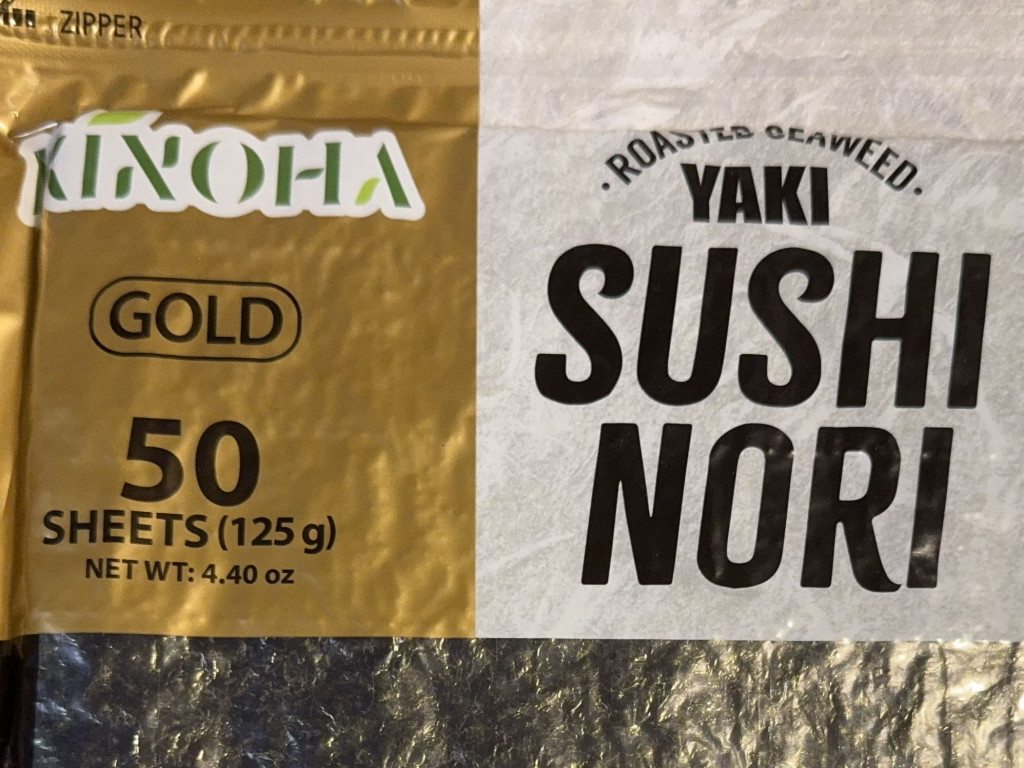 ZIPPER
KINOHA
GOLD
50
SHEETS (125 g)
NET WT: 4.40 oz
· ROASTED SEAWEED ·
YAKI
SUSHI
NORI